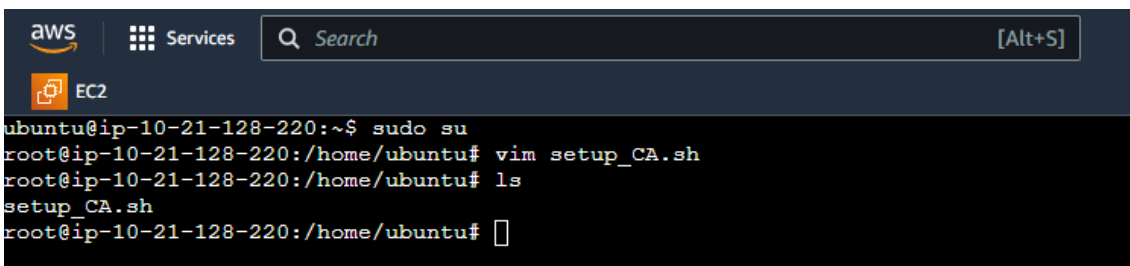 aws Services Search [Alt+S]
EC2
ubuntu@ip-10-21-128-220:~$ sudo su
root@ip-10-21-128-220:/home/ubuntu# vim setup_CA.sh
root@ip-10-21-128-220:/home/ubuntu# ls
setup_CA.sh
root@ip-10-21-128-220:/home/ubuntu#